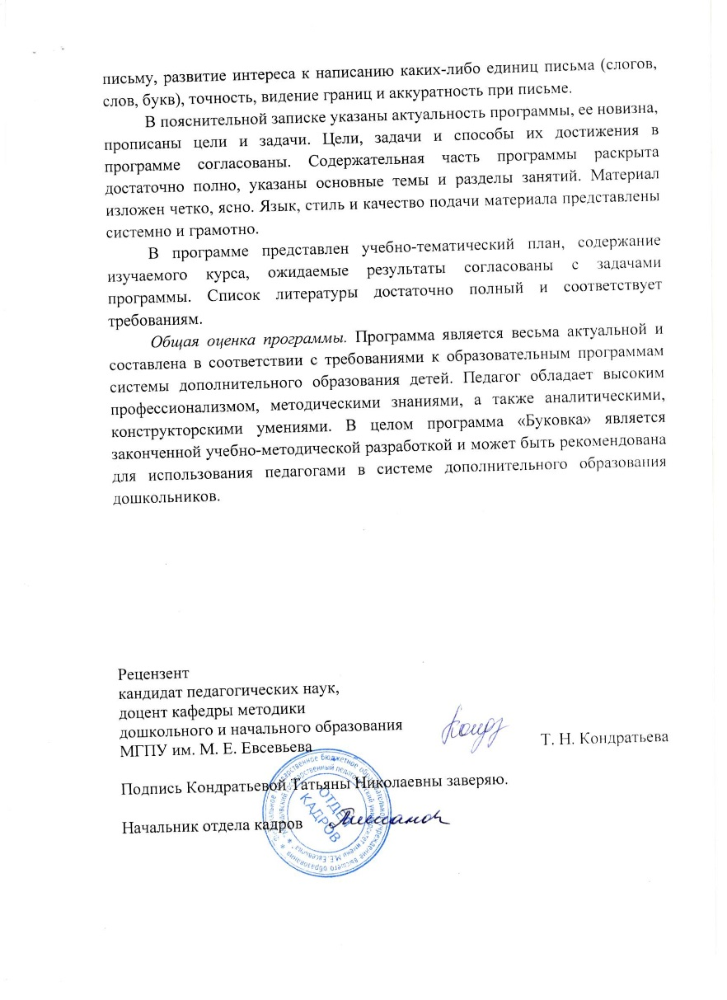 письму, развитие интереса к написанию каких-либо единиц письма (слогов,
слов, букв), точность, видение границ и аккуратность при письме.
В пояснительной записке указаны актуальность программы, ее новизна,
прописаны цели и задачи. Цели, задачи и способы их достижения в
программе согласованы. Содержательная часть программы раскрыта
достаточно полно, указаны основные темы и разделы занятий. Материал
изложен четко, ясно. Язык, стиль и качество подачи материала представлены
системно и грамотно.
В программе представлен учебно-тематический план, содержание
изучаемого курса, ожидаемые результаты согласованы с задачами
программы. Список литературы достаточно полный и соответствует
требованиям.
Общая оценка программы. Программа является весьма актуальной и
составлена в соответствии с требованиями к образовательным программам
системы дополнительного образования детей. Педагог обладает высоким
профессионализмом, методическими знаниями, а также аналитическими,
конструкторскими умениями. В целом программа «Буковка» является
законченной учебно-методической разработкой и может быть рекомендована
для использования педагогами в системе дополнительного образования
дошкольников.
Рецензент
кандидат педагогических наук,
доцент кафедры методики
дошкольного и начального образования
МГПУ им. М. Е. Евсевьева
Т. Н. Кондратьева
Подпись Кондратьевой Татьяны Николаевны заверяю.
Начальник отдела кадров
ОТДЕЛ
КАДРОВ